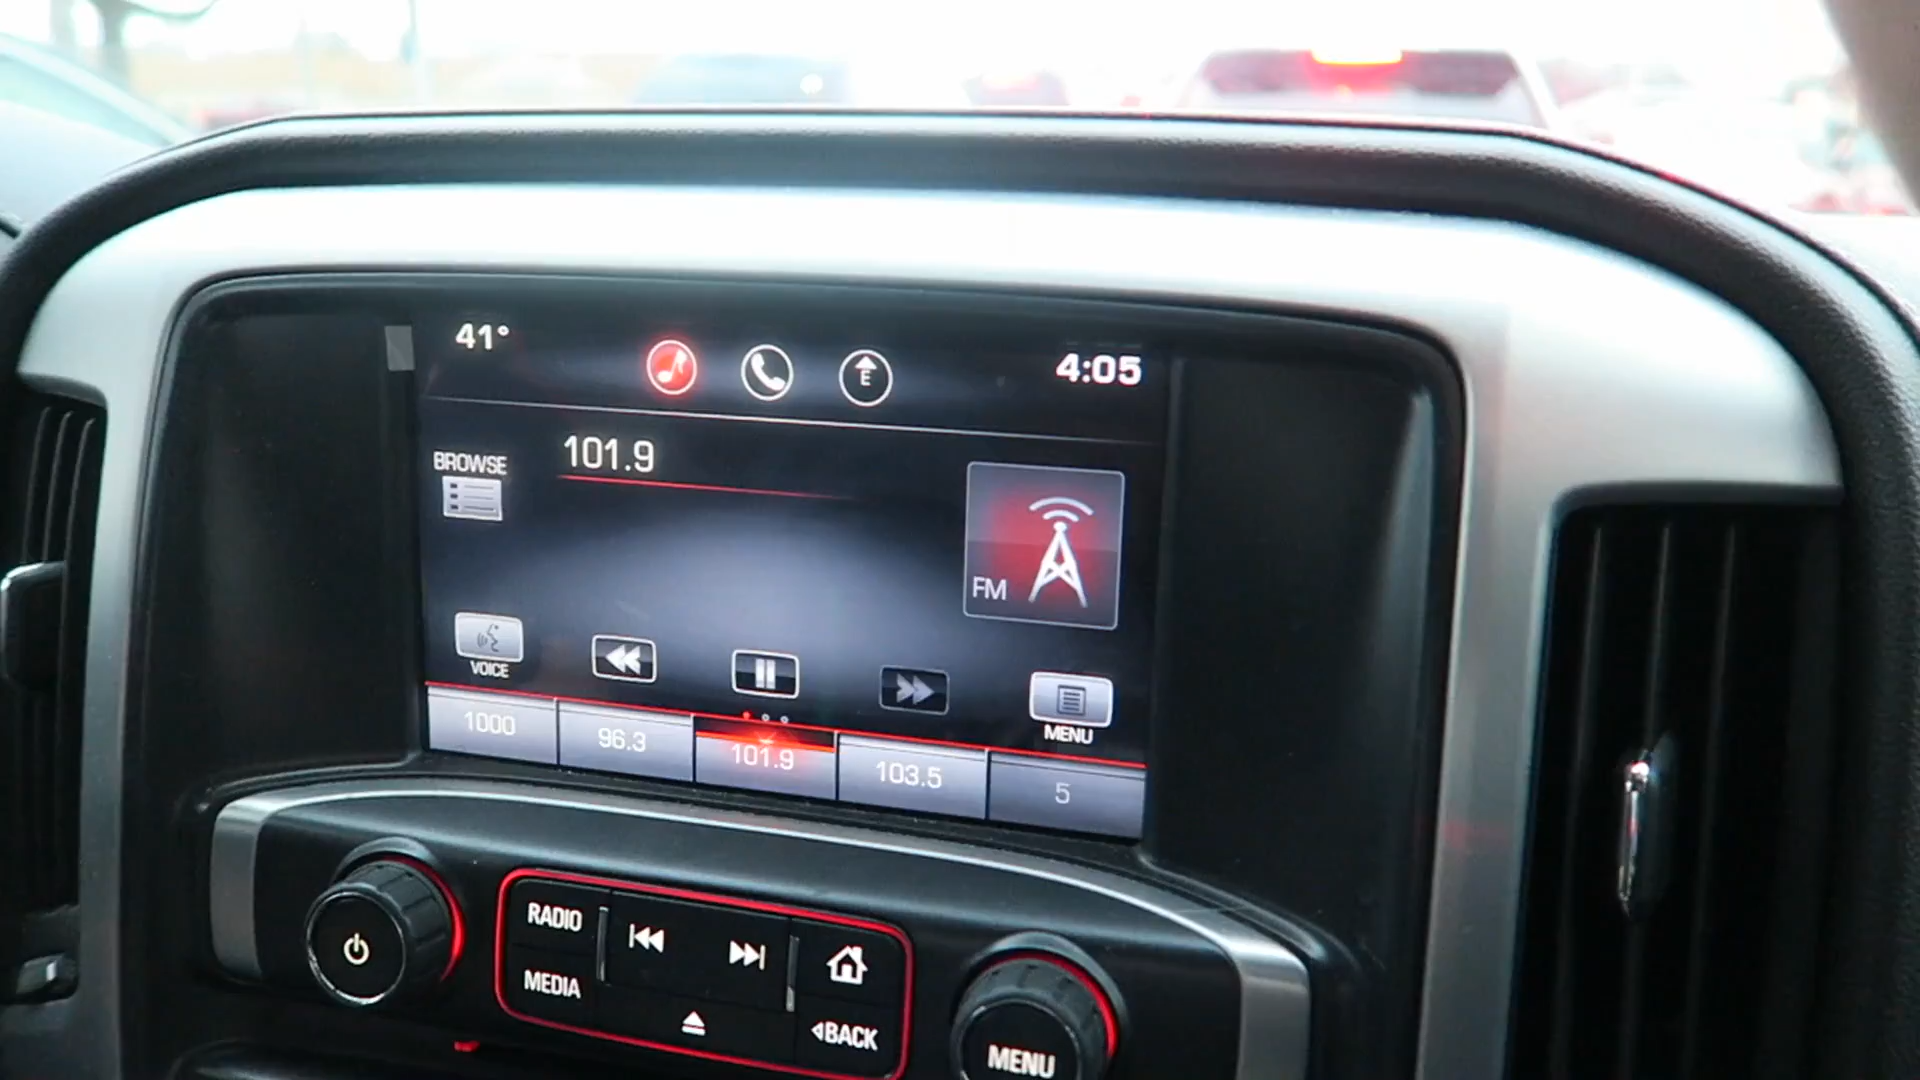 41°
E
4:05
101.9
BROWSE
FM
VOICE
MENU
1000
96.3
101.9
103.5
5
RADIO
MEDIA
BACK
MENU